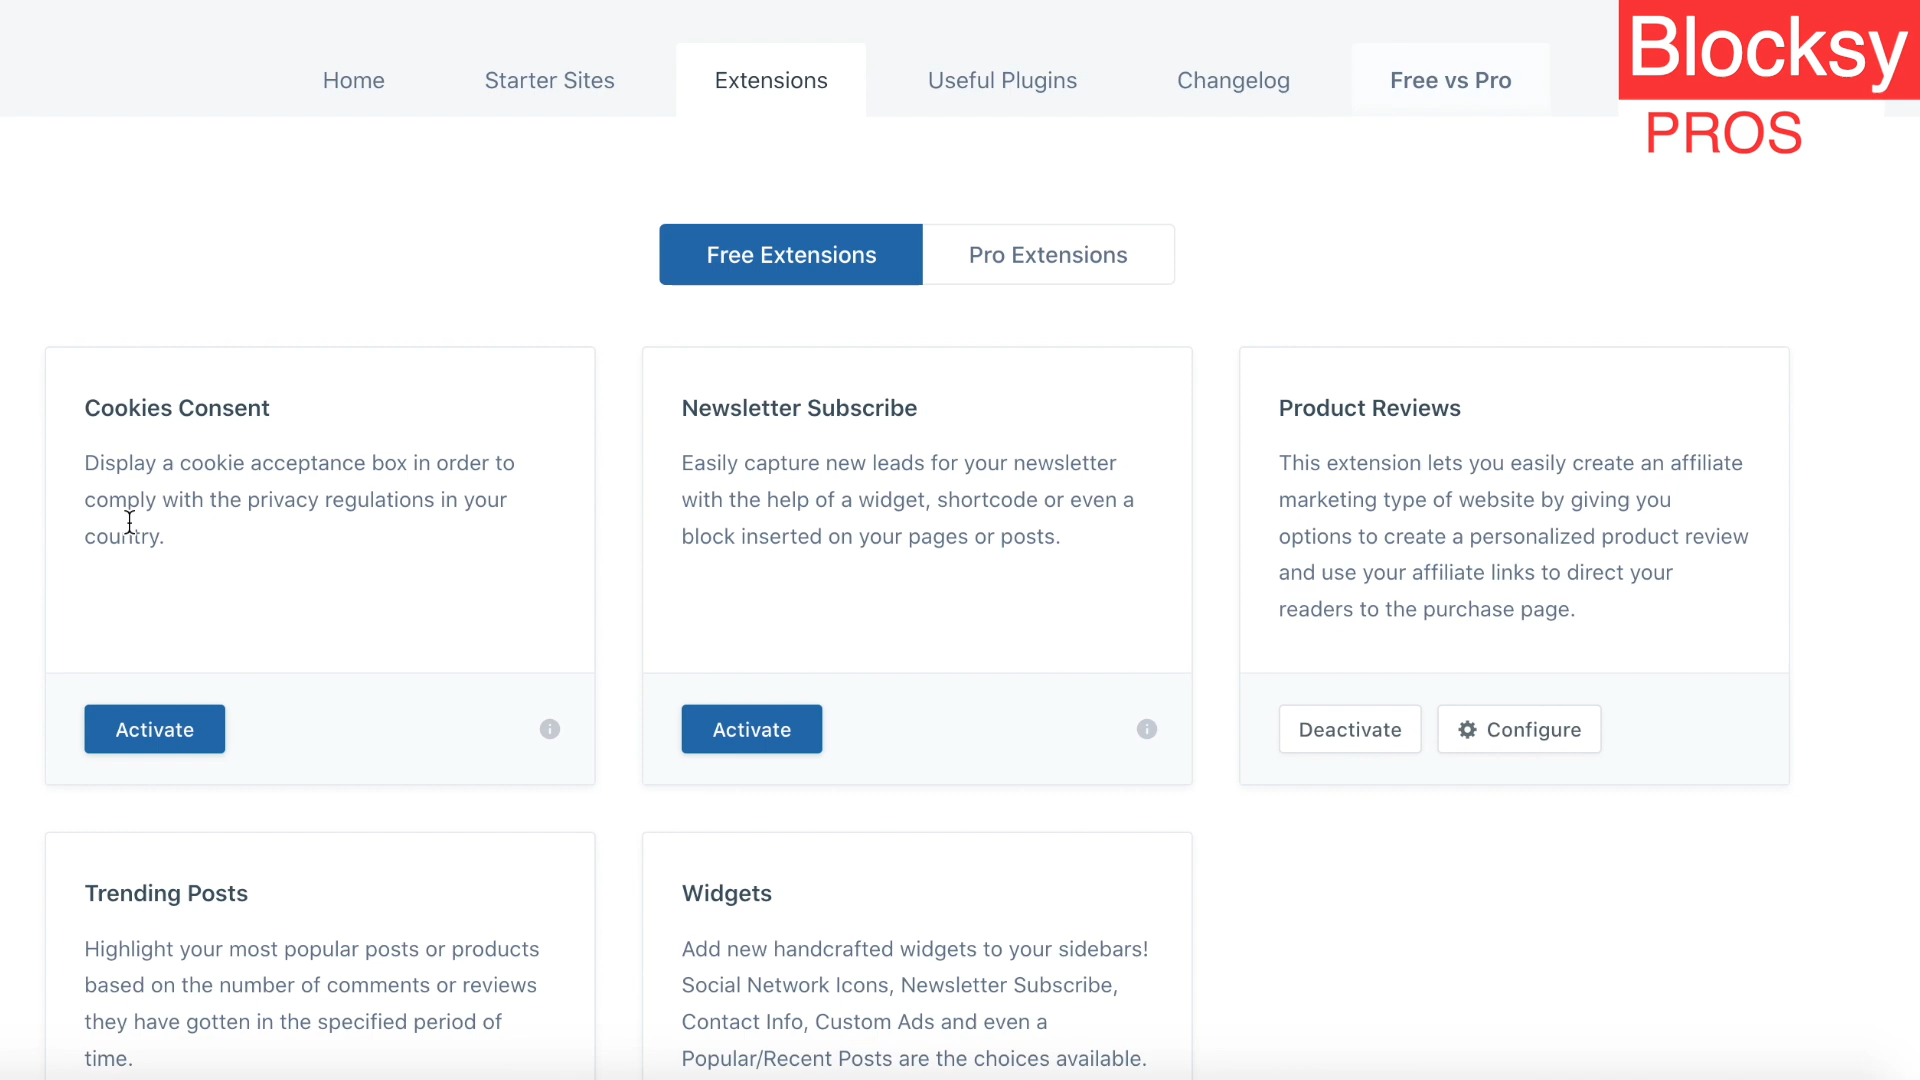 Home
Starter Sites
Extensions
Useful Plugins
Changelog
Free vs Pro
Blocksy
PROS
Free Extensions
Pro Extensions
Cookies Consent
Display a cookie acceptance box in order to
comply with the privacy regulations in your
country.
Activate
Newsletter Subscribe
Easily capture new leads for your newsletter
with the help of a widget, shortcode or even a
block inserted on your pages or posts.
Activate
Product Reviews
This extension lets you easily create an affiliate
marketing type of website by giving you
options to create a personalized product review
and use your affiliate links to direct your
readers to the purchase page.
Deactivate
Configure
Trending Posts
Highlight your most popular posts or products
based on the number of comments or reviews
they have gotten in the specified period of
time.
Widgets
Add new handcrafted widgets to your sidebars!
Social Network Icons, Newsletter Subscribe,
Contact Info, Custom Ads and even a
Popular/Recent Posts are the choices available.